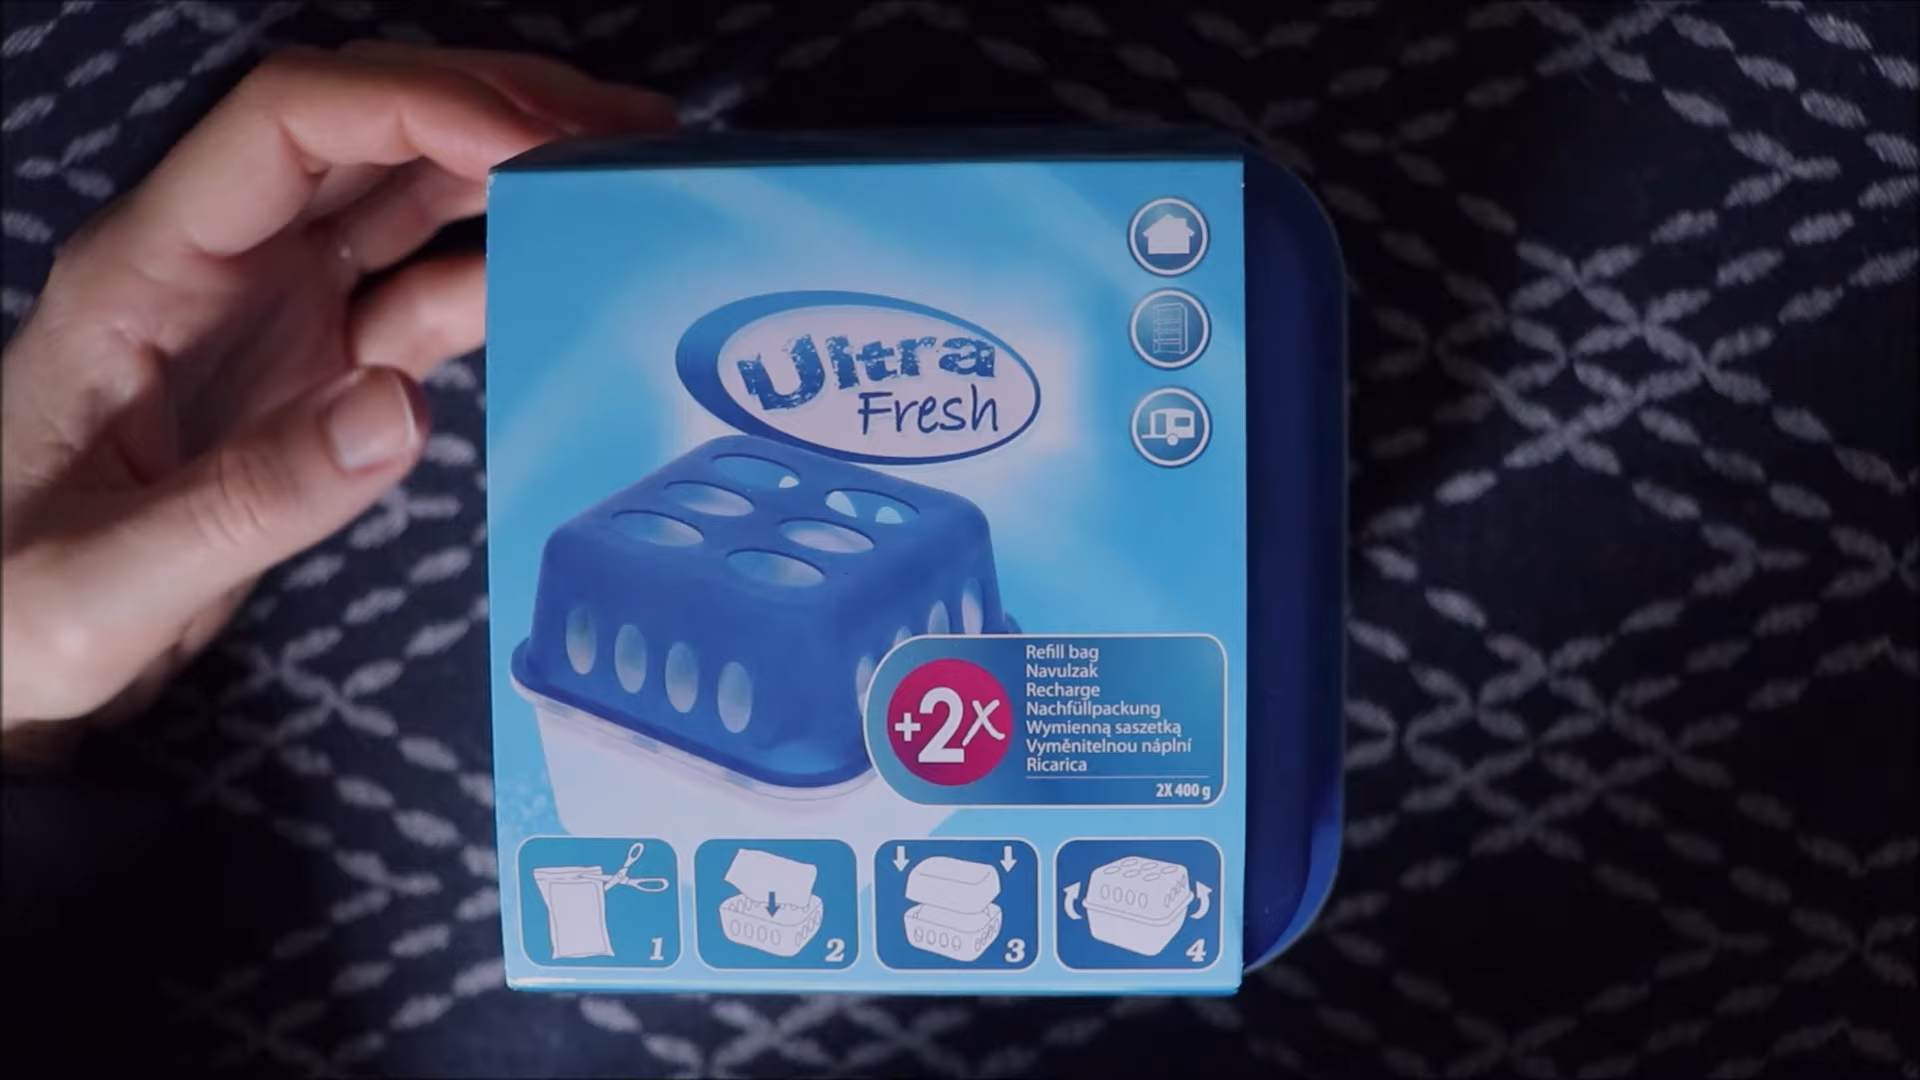 Ultra
Fresh
+2x
Refill bag
Navulzak
Recharge
Nachfüllpackung
Wymienną saszetką
Vyměnitelnou náplní
Ricarica
2X 400 g
1
2
3
4